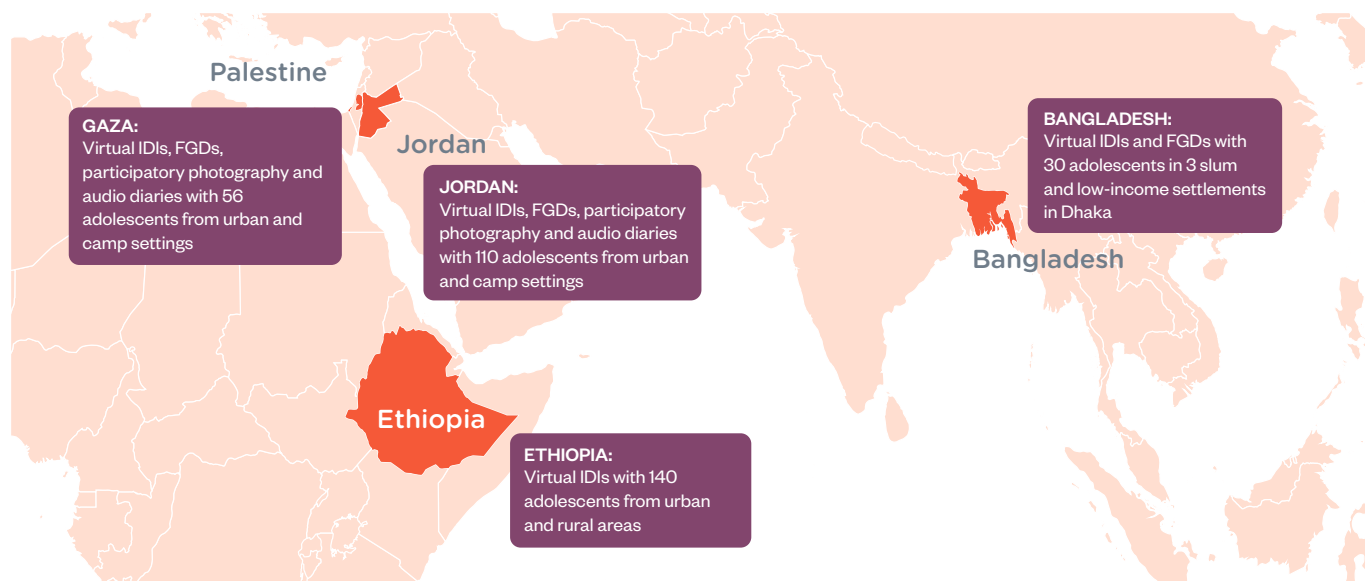 Palestine
GAZA:
Virtual IDIs, FGDs,
participatory photography and
audio diaries with 56
adolescents from urban and
camp settings
Jordan
JORDAN:
Virtual IDIs, FGDs, participatory
photography and audio diaries
with 110 adolescents from urban
and camp settings
BANGLADESH:
Virtual IDIs and FGDs with
30 adolescents in 3 slum
and low-income settlements
in Dhaka
Bangladesh
Ethiopia
ETHIOPIA:
Virtual IDIs with 140
adolescents from urban
and rural areas